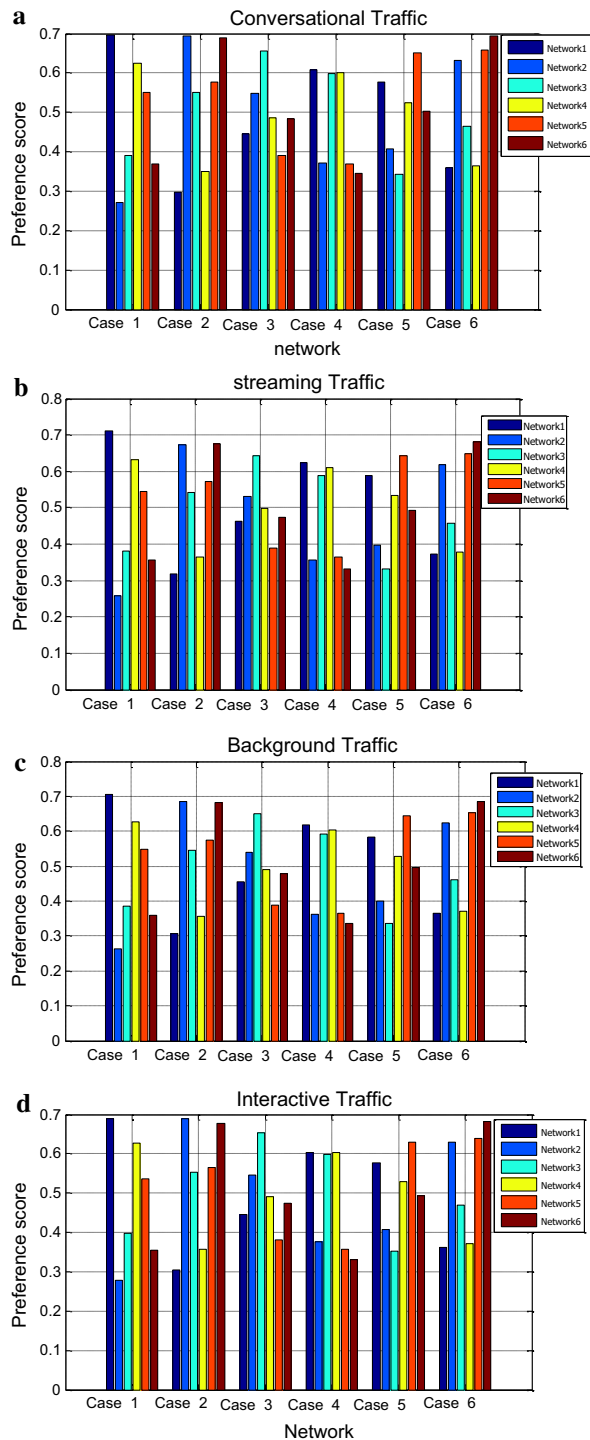 a
Conversational Traffic
Preference score
0.7
0.6
0.5
0.4
0.3
0.2
0.1
0
Network1
Network2
Network3
Network4
Network5
Network6
Case 1 Case 2 Case 3 Case 4 Case 5 Case 6
network
b
streaming Traffic
Preference score
0.8
0.7
0.6
0.5
0.4
0.3
0.2
0.1
0
Network1
Network2
Network3
Network4
Network5
Network6
Case 1 Case 2 Case 3 Case 4 Case 5 Case 6
c
Background Traffic
Preference score
0.8
0.7
0.6
0.5
0.4
0.3
0.2
0.1
0
Network1
Network2
Network3
Network4
Network5
Network6
Case 1 Case 2 Case 3 Case 4 Case 5 Case 6
d
Interactive Traffic
Preference score
0.7
0.6
0.5
0.4
0.3
0.2
0.1
0
Network1
Network2
Network3
Network4
Network5
Network6
Case 1 Case 2 Case 3 Case 4 Case 5 Case 6
Network